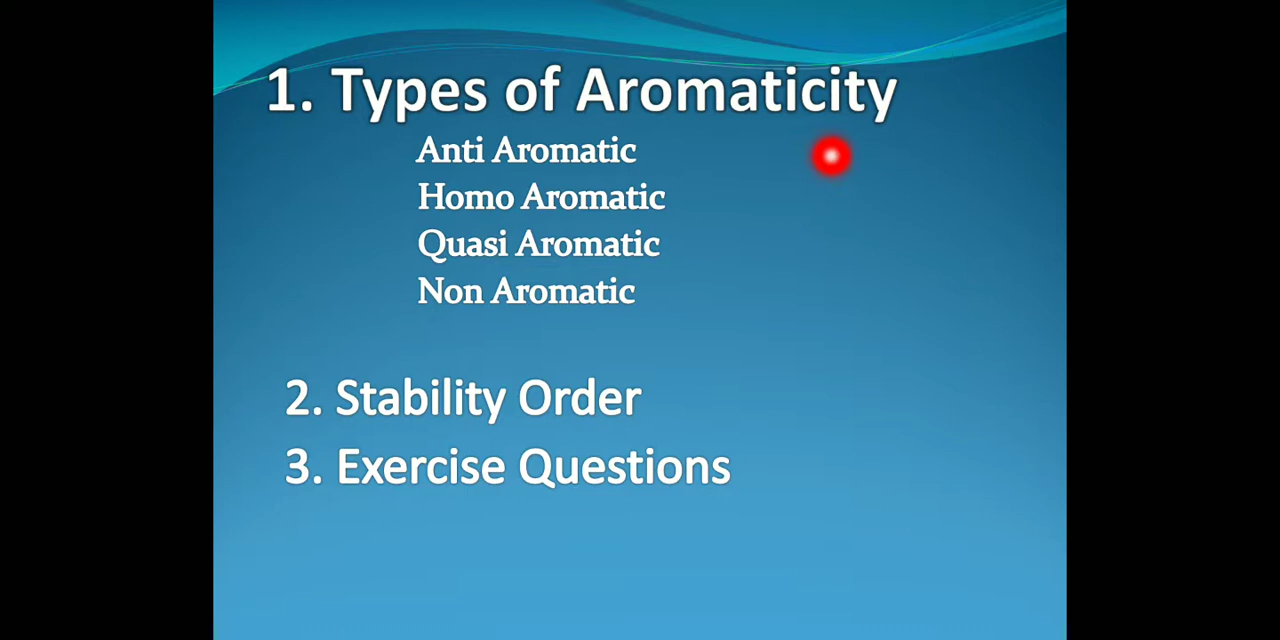 1. Types of Aromaticity
Anti Aromatic
Homo Aromatic
Quasi Aromatic
Non Aromatic
2. Stability Order
3. Exercise Questions